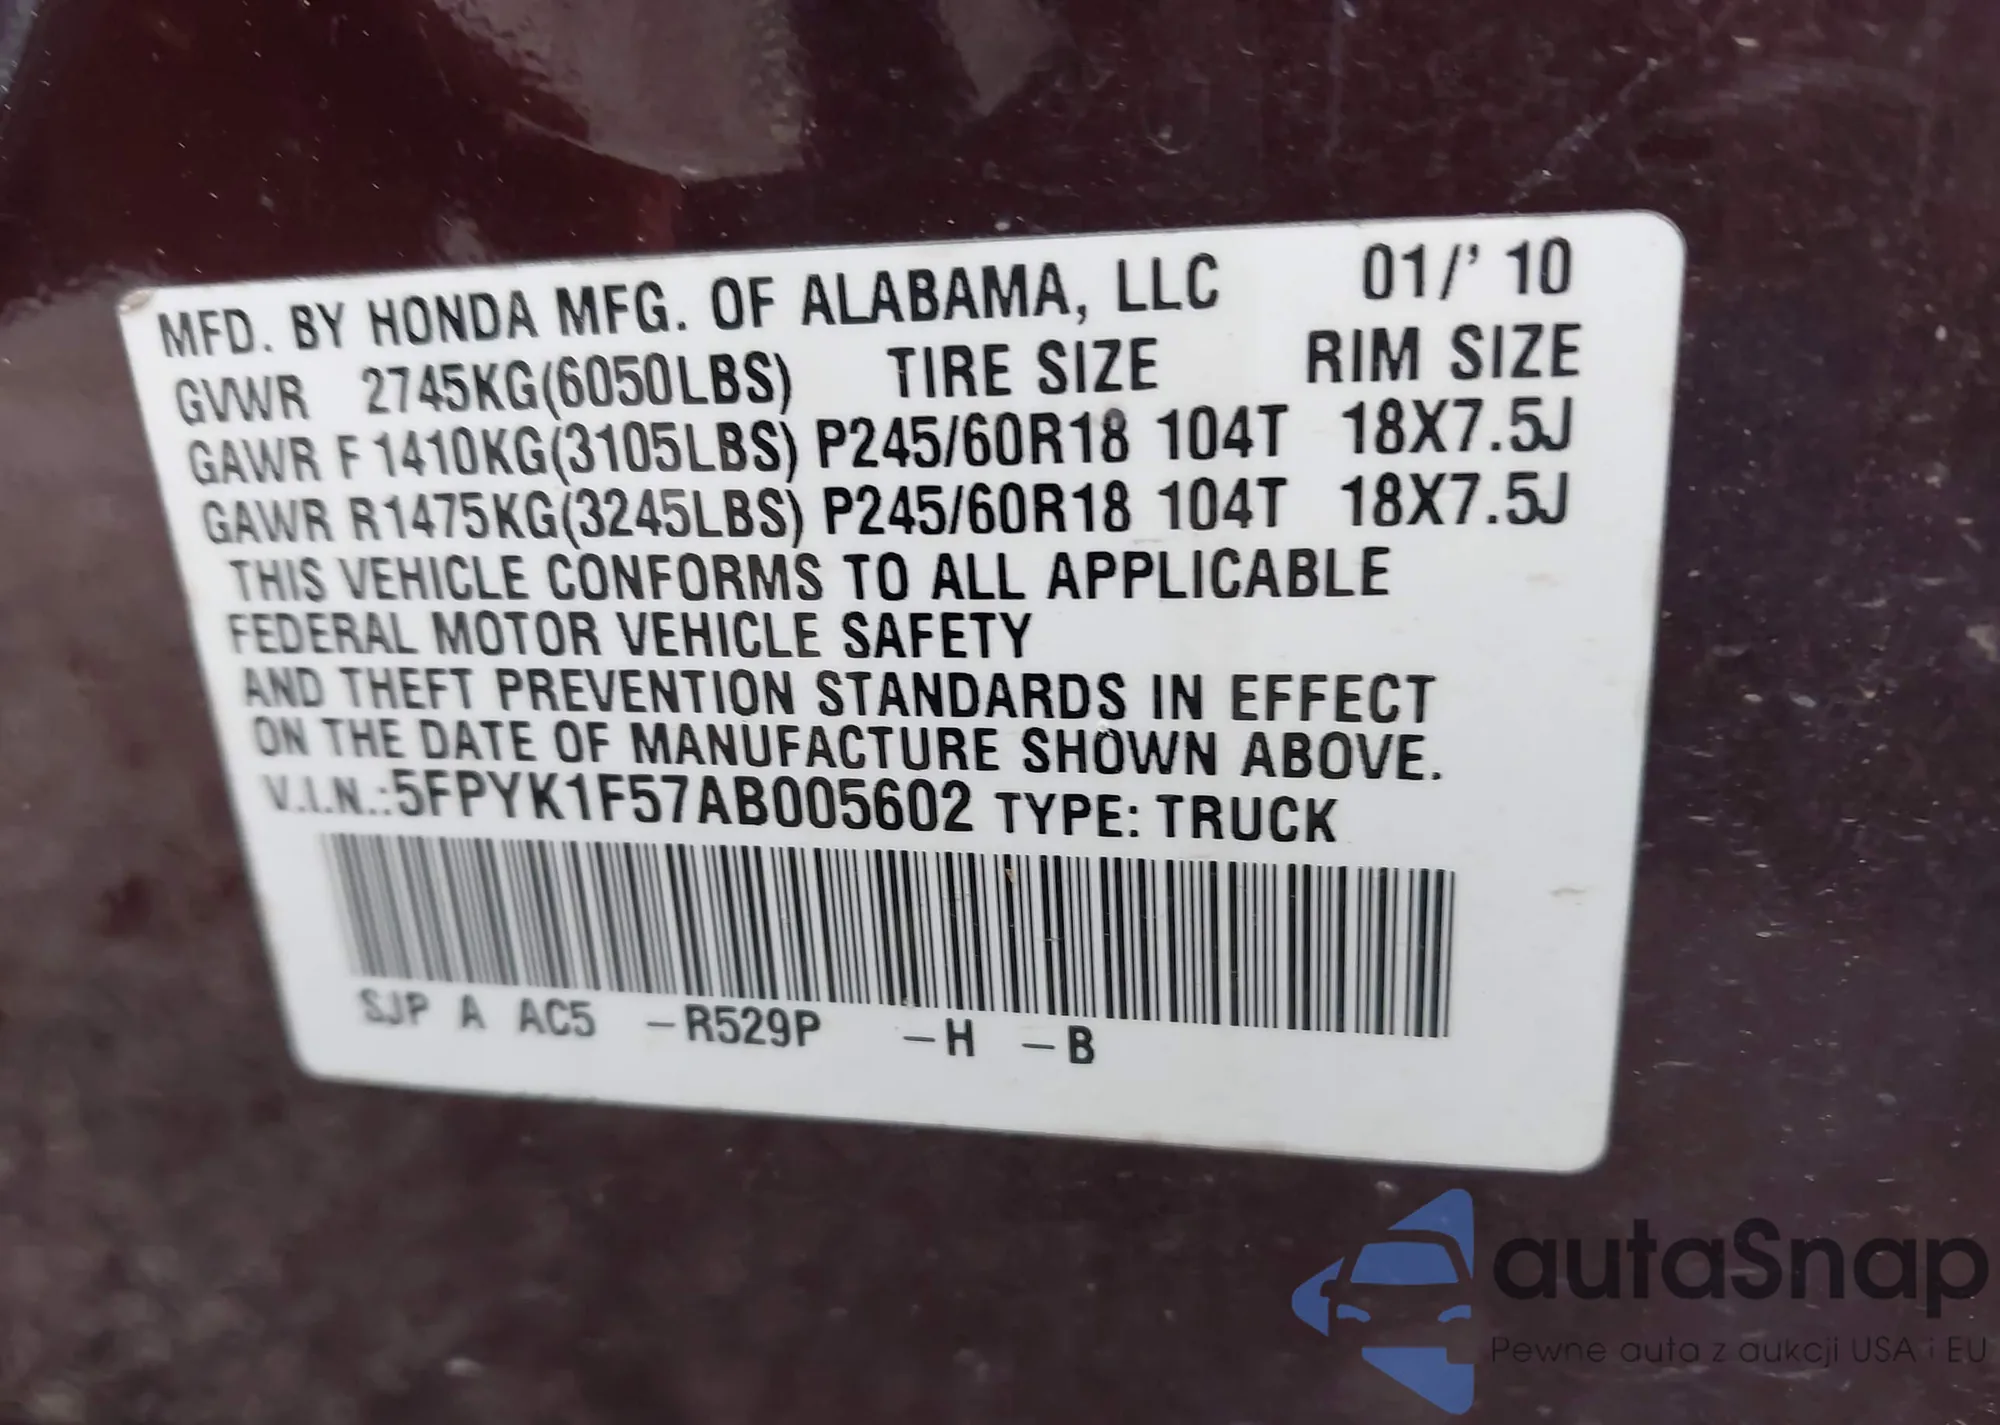 MFD. BY HONDA MFG. OF ALABAMA, LLC 01/'10
GVWR 2745KG(6050LBS) TIRE SIZE RIM SIZE
GAWR F 1410KG(3105LBS) P245/60R18 104T 18X7.5J
GAWR R 1475KG(3245LBS) P245/60R18 104T 18X7.5J
THIS VEHICLE CONFORMS TO ALL APPLICABLE
FEDERAL MOTOR VEHICLE SAFETY
AND THEFT PREVENTION STANDARDS IN EFFECT
ON THE DATE OF MANUFACTURE SHOWN ABOVE.
V.I.N.:5FPYK1F57AB005602 TYPE: TRUCK
SJP A AC5 –R529P –H –B
autaSnap
Pewne auta z aukcji USA i EU